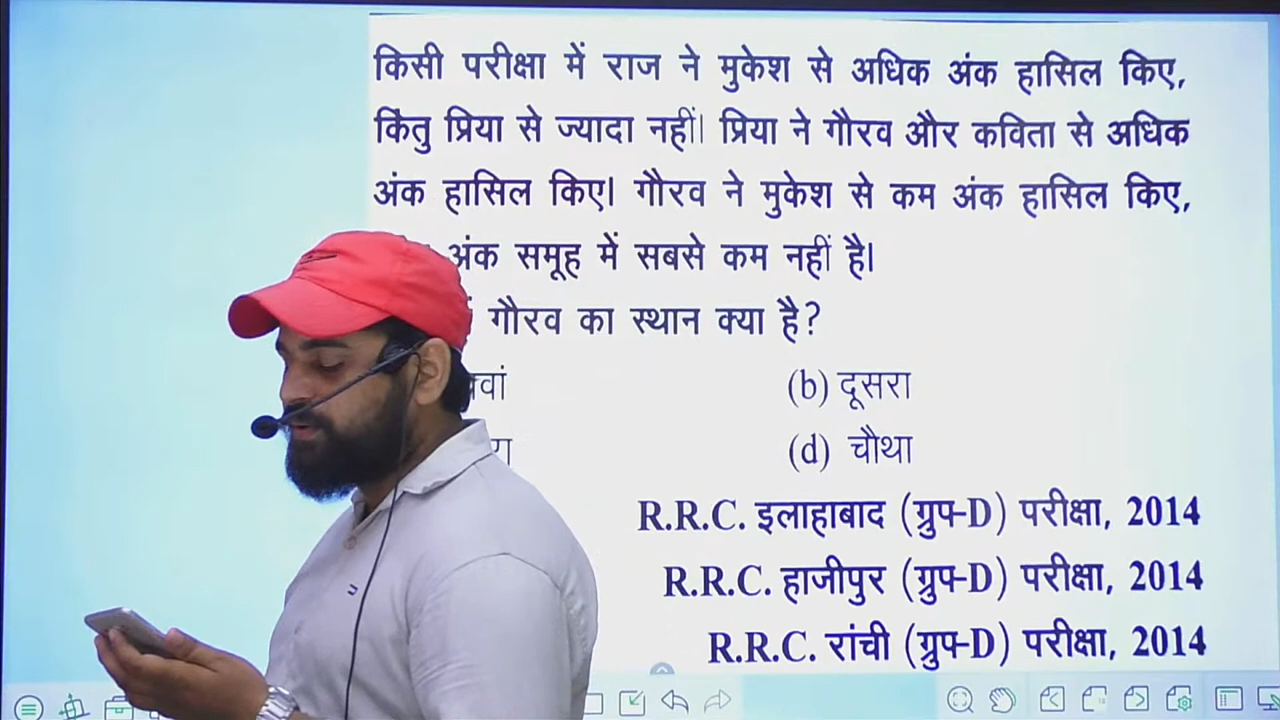 किसी परीक्षा में राज ने मुकेश से अधिक अंक हासिल किए,
किंतु प्रिया से ज्यादा नहीं। प्रिया ने गौरव और कविता से अधिक
अंक हासिल किए। गौरव ने मुकेश से कम अंक हासिल किए,
अंक समूह में सबसे कम नहीं है।
गौरव का स्थान क्या है?
(b) दूसरा
(d) चौथा
R.R.C. इलाहाबाद (ग्रुप-D) परीक्षा, 2014
R.R.C. हाजीपुर (ग्रुप-D) परीक्षा, 2014
R.R.C. रांची (ग्रुप-D) परीक्षा, 2014